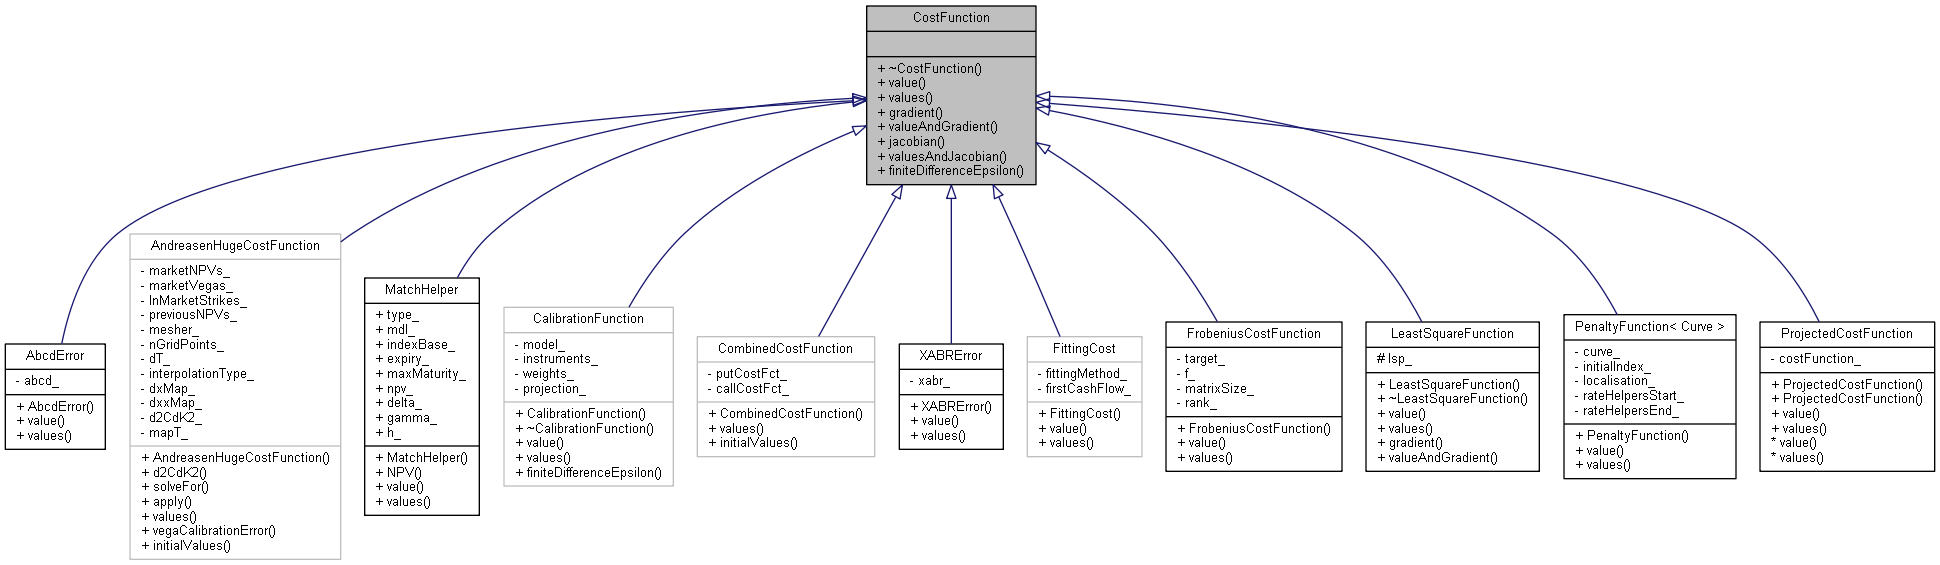 CostFunction
+ ~CostFunction()
+ value()
+ values()
+ gradient()
+ valueAndGradient()
+ jacobian()
+ valuesAndJacobian()
+ finiteDifferenceEpsilon()
AbcdError
- abcd_
+ AbcdError()
+ value()
+ values()
AndreasenHugeCostFunction
- marketNPVs_
- marketVegas_
- lnMarketStrikes_
- previousNPVs_
- mesher_
- nGridPoints_
- dT_
- interpolationType_
- dxMap_
- dxxMap_
- d2CdK2_
- mapT_
+ AndreasenHugeCostFunction()
+ d2CdK2()
+ solveFor()
+ apply()
+ values()
+ vegaCalibrationError()
+ initialValues()
MatchHelper
+ type_
+ mdl_
+ indexBase_
+ expiry_
+ maxMaturity_
+ npv_
+ delta_
+ gamma_
+ h_
+ MatchHelper()
+ NPV()
+ value()
+ values()
CalibrationFunction
- model_
- instruments_
- weights_
- projection_
+ CalibrationFunction()
+ ~CalibrationFunction()
+ value()
+ values()
+ finiteDifferenceEpsilon()
CombinedCostFunction
- putCostFct_
- callCostFct_
+ CombinedCostFunction()
+ values()
+ initialValues()
XABRError
- xabr_
+ XABRError()
+ value()
+ values()
FittingCost
- fittingMethod_
- firstCashFlow_
+ FittingCost()
+ value()
+ values()
FrobeniusCostFunction
- target_
- f_
- matrixSize_
- rank_
+ FrobeniusCostFunction()
+ value()
+ values()
LeastSquareFunction
# lsp_
+ LeastSquareFunction()
+ ~LeastSquareFunction()
+ value()
+ values()
+ gradient()
+ valueAndGradient()
PenaltyFunction< Curve >
- curve_
- initialIndex_
- localisation_
- rateHelpersStart_
- rateHelpersEnd_
+ PenaltyFunction()
+ value()
+ values()
ProjectedCostFunction
- costFunction_
+ ProjectedCostFunction()
+ ProjectedCostFunction()
+ value()
+ values()
* value()
* values()